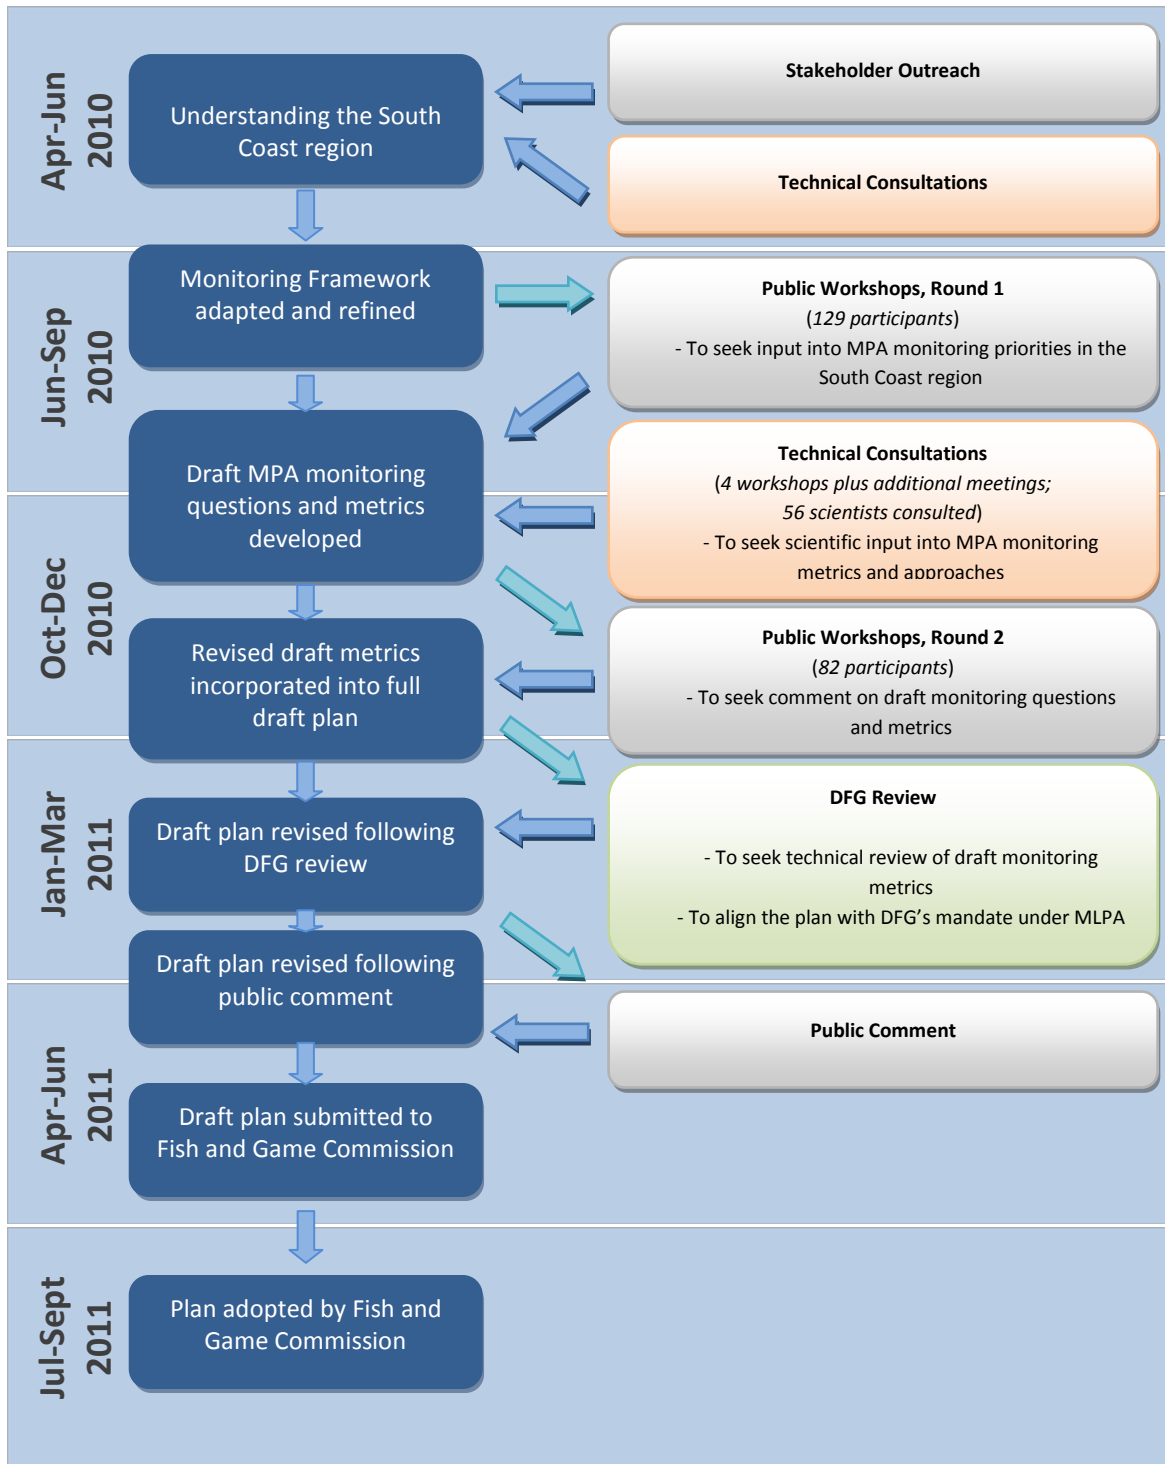 Apr-Jun
2010
Understanding the South
Coast region
Stakeholder Outreach
Technical Consultations
Jun-Sep
2010
Monitoring Framework
adapted and refined
Public Workshops, Round 1
(129 participants)
- To seek input into MPA monitoring priorities in the
South Coast region
Draft MPA monitoring
questions and metrics
developed
Technical Consultations
(4 workshops plus additional meetings;
56 scientists consulted)
- To seek scientific input into MPA monitoring
metrics and approaches
Oct-Dec
2010
Revised draft metrics
incorporated into full
draft plan
Public Workshops, Round 2
(82 participants)
- To seek comment on draft monitoring questions
and metrics
Jan-Mar
2011
Draft plan revised following
DFG review
DFG Review
- To seek technical review of draft monitoring
metrics
- To align the plan with DFG's mandate under MLPA
Draft plan revised following
public comment
Public Comment
Apr-Jun
2011
Draft plan submitted to
Fish and Game Commission
Jul-Sept
2011
Plan adopted by Fish and
Game Commission